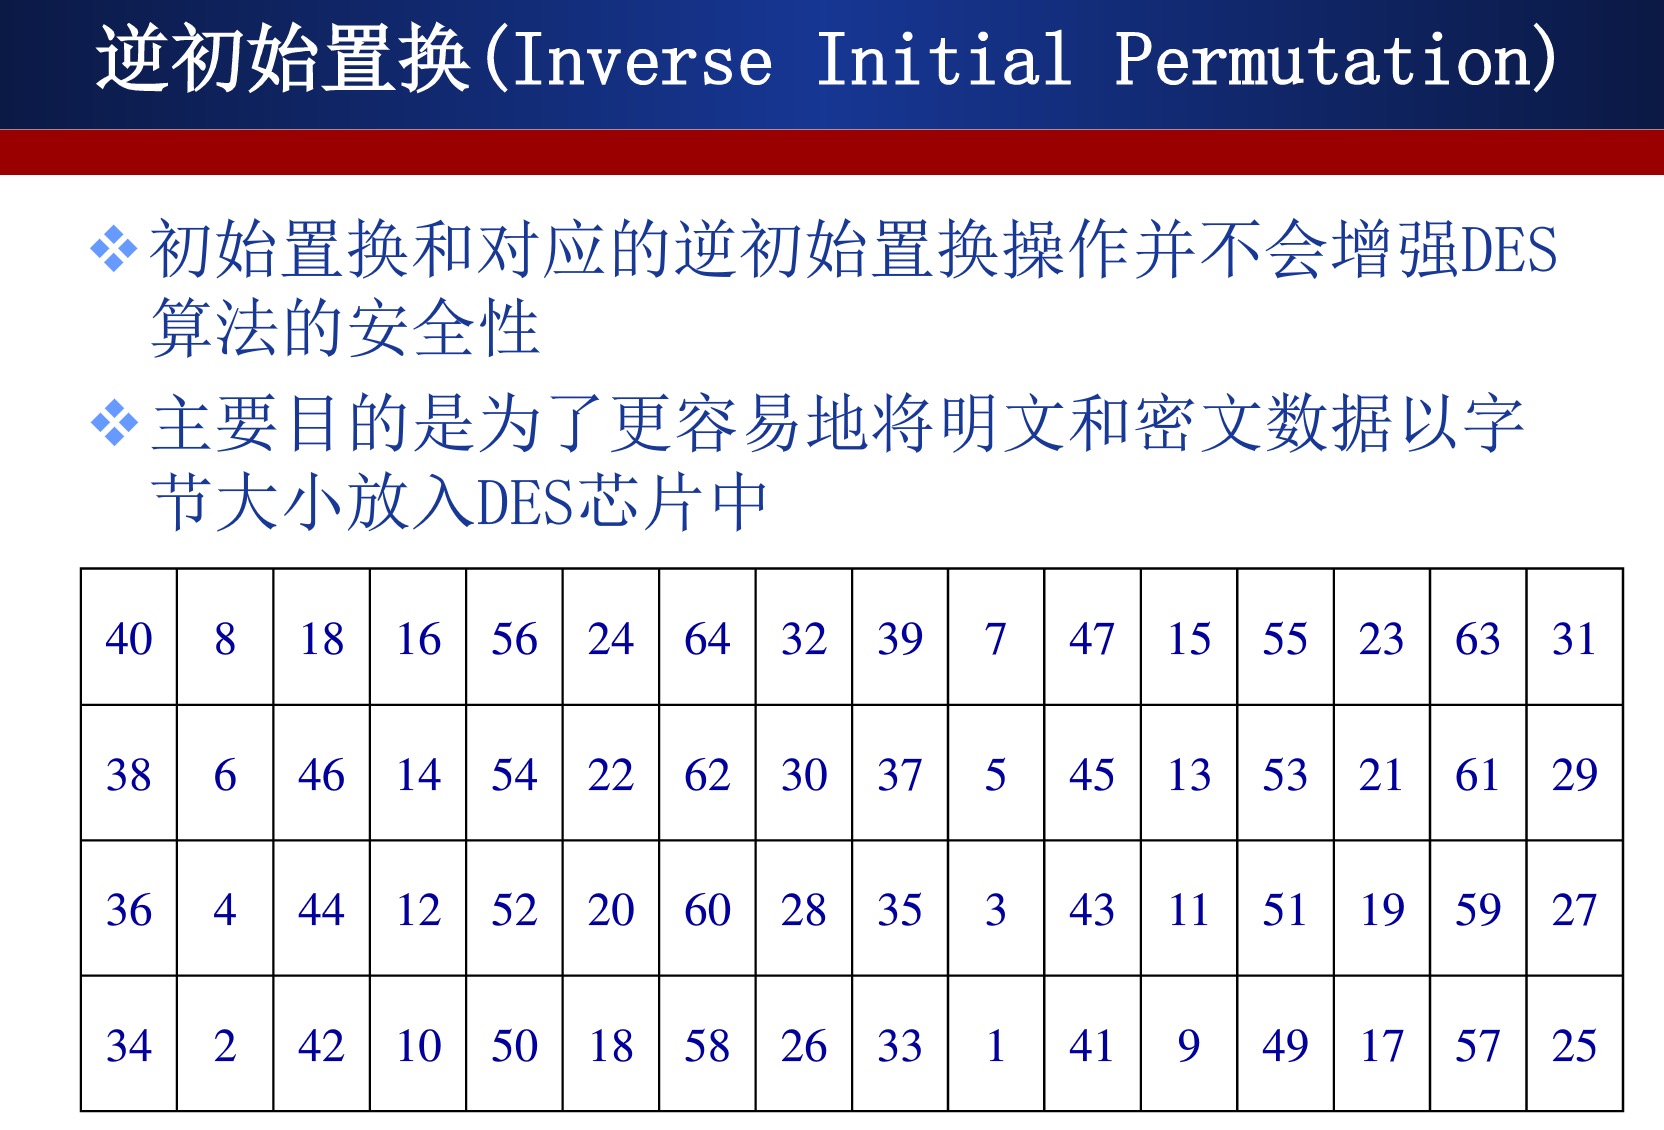 逆初始置换(Inverse Initial Permutation)
初始置换和对应的逆初始置换操作并不会增强DES
算法的安全性
主要目的是为了更容易地将明文和密文数据以字
节大小放入DES芯片中
40 8 18 16 56 24 64 32 39 7 47 15 55 23 63 31
38 6 46 14 54 22 62 30 37 5 45 13 53 21 61 29
36 4 44 12 52 20 60 28 35 3 43 11 51 19 59 27
34 2 42 10 50 18 58 26 33 1 41 9 49 17 57 25